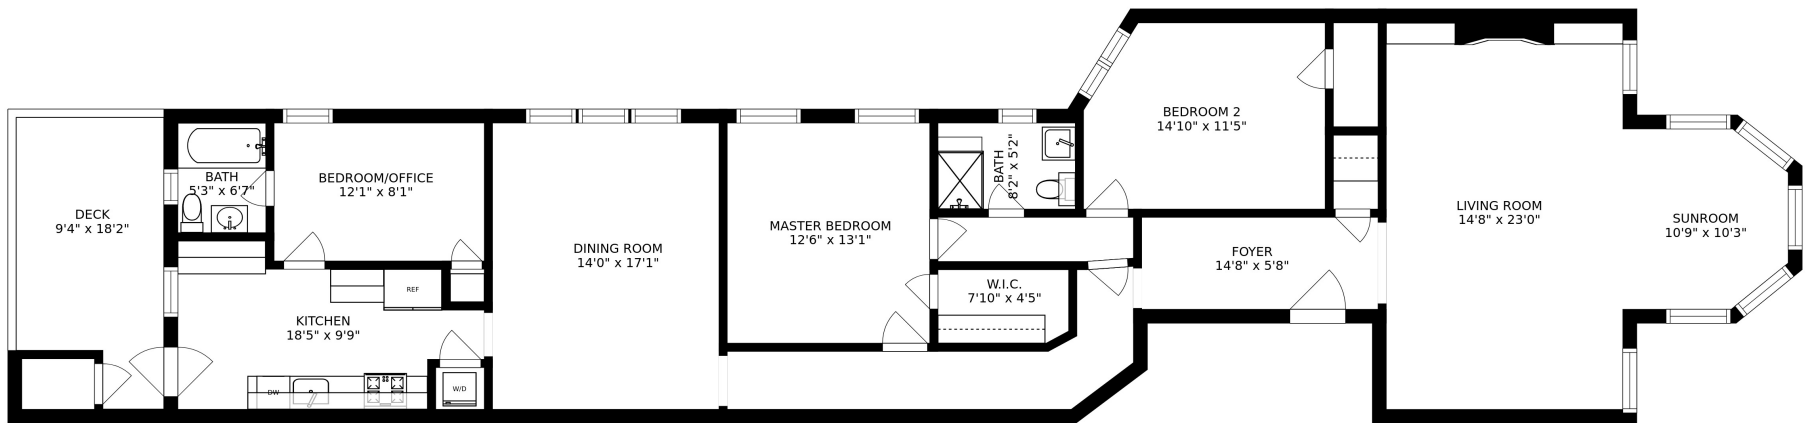 DECK
9'4" x 18'2"
BATH
5'3" x 6'7"
BEDROOM/OFFICE
12'1" x 8'1"
KITCHEN
18'5" x 9'9"
REF
DW
W/D
DINING ROOM
14'0" x 17'1"
MASTER BEDROOM
12'6" x 13'1"
BATH
8'2" x 5'2"
W.I.C.
7'10" x 4'5"
BEDROOM 2
14'10" x 11'5"
FOYER
14'8" x 5'8"
LIVING ROOM
14'8" x 23'0"
SUNROOM
10'9" x 10'3"